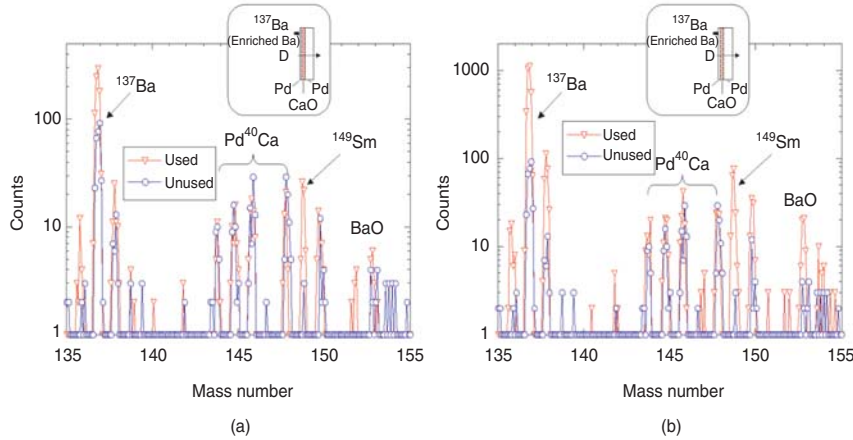 ¹³⁷Ba
(Enriched Ba)
D
Pd
Pd
CaO
¹³⁷Ba
Pd⁴⁰Ca
¹⁴⁹Sm
BaO
Used
Unused
Counts
100
10
1
135
140
145
150
155
Mass number
(a)
¹³⁷Ba
(Enriched Ba)
D
Pd
Pd
CaO
¹³⁷Ba
Pd⁴⁰Ca
¹⁴⁹Sm
BaO
Used
Unused
Counts
1000
100
10
1
135
140
145
150
155
Mass number
(b)